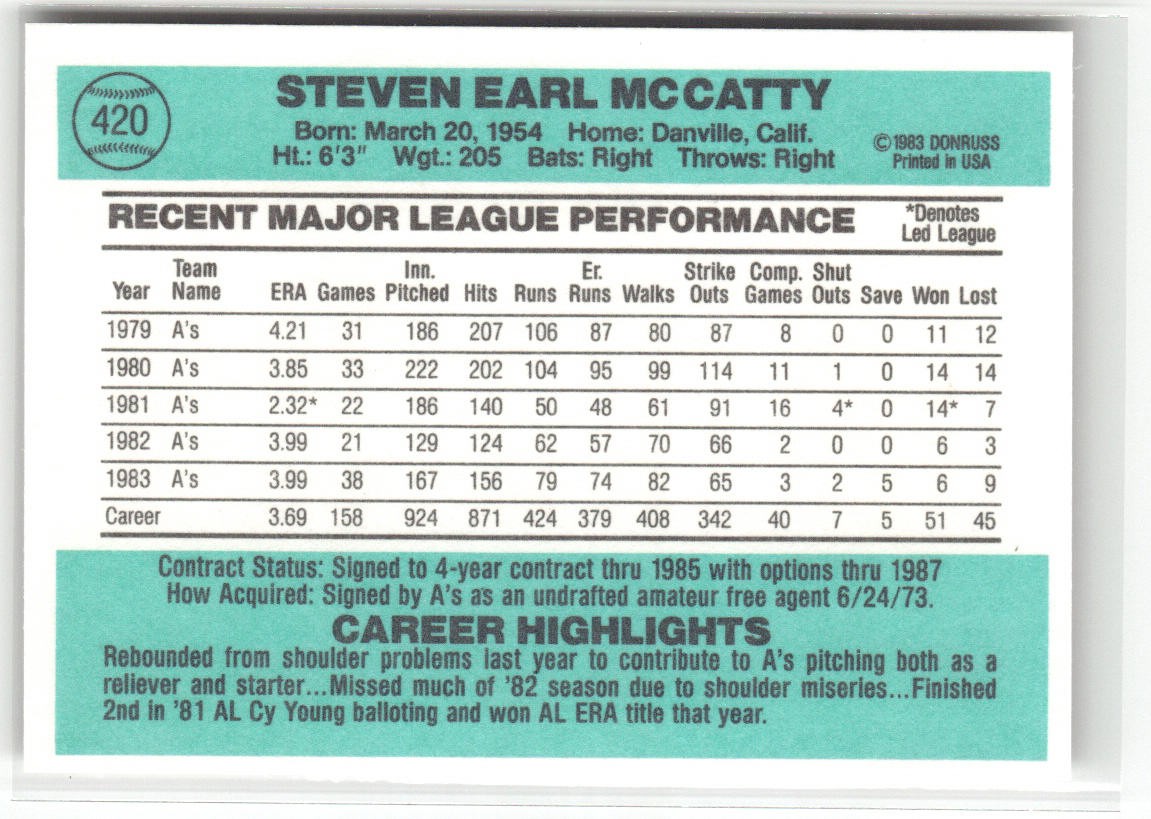 420
STEVEN EARL MCCATTY
Born: March 20, 1954 Home: Danville, Calif.
Ht.: 6'3" Wgt.: 205 Bats: Right Throws: Right
©1983 DONRUSS
Printed in USA
RECENT MAJOR LEAGUE PERFORMANCE
*Denotes
Led League
Team Inn. Er. Strike Comp. Shut
Year Name ERA Games Pitched Hits Runs Runs Walks Outs Games Outs Save Won Lost
1979 A's 4.21 31 186 207 106 87 80 87 8 0 0 11 12
1980 A's 3.85 33 222 202 104 95 99 114 11 1 0 14 14
1981 A's 2.32* 22 186 140 50 48 61 91 16 4* 0 14* 7
1982 A's 3.99 21 129 124 62 57 70 66 2 0 0 6 3
1983 A's 3.99 38 167 156 79 74 82 65 3 2 5 6 9
Career 3.69 158 924 871 424 379 408 342 40 7 5 51 45
Contract Status: Signed to 4-year contract thru 1985 with options thru 1987
How Acquired: Signed by A's as an undrafted amateur free agent 6/24/73.
CAREER HIGHLIGHTS
Rebounded from shoulder problems last year to contribute to A's pitching both as a
reliever and starter...Missed much of '82 season due to shoulder miseries...Finished
2nd in '81 AL Cy Young balloting and won AL ERA title that year.